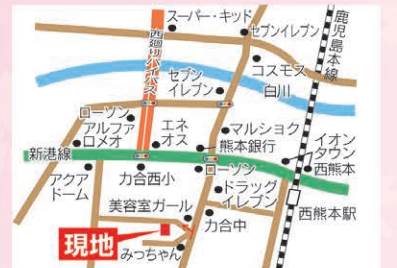 スーパー・キッド
セブンイレブン
鹿児島本線
西廻りバイパス
コスモス
セブン
イレブン
白川
ローソン
アルファ
ロメオ
エネ
オス
マルショク
熊本銀行
イオン
タウン
西熊本
新港線
ローソン
アクア
ドーム
力合西小
ドラッグ
イレブン
美容室ガール
力合中
西熊本駅
現地
みっちゃん